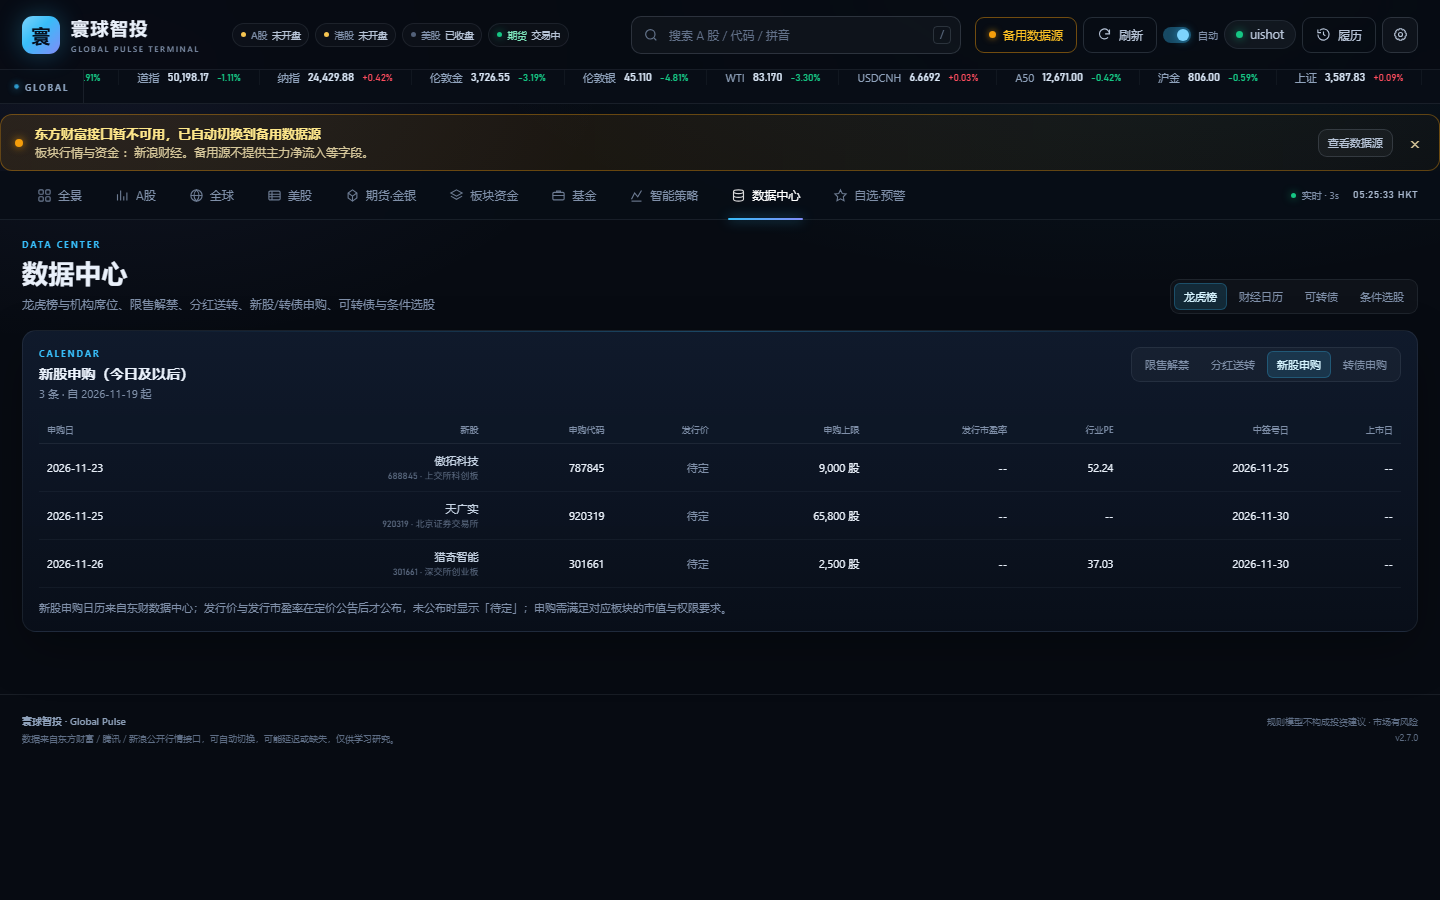 寰
寰球智投
GLOBAL PULSE TERMINAL
A股 未开盘
港股 未开盘
美股 已收盘
期货 交易中
搜索 A 股 / 代码 / 拼音
/
备用数据源
刷新
自动
uishot
履历
GLOBAL
.91%
道指 50,198.17 -1.11%
纳指 24,429.88 +0.42%
伦敦金 3,726.55 -3.19%
伦敦银 45.110 -4.81%
WTI 83.170 -3.30%
USDCNH 6.6692 +0.03%
A50 12,671.00 -0.42%
沪金 806.00 -0.59%
上证 3,587.83 +0.09%
东方财富接口暂不可用，已自动切换到备用数据源
板块行情与资金：新浪财经。备用源不提供主力净流入等字段。
查看数据源
×
全景
A股
全球
美股
期货·金银
板块资金
基金
智能策略
数据中心
自选·预警
实时 · 3s
05:25:33 HKT
DATA CENTER
数据中心
龙虎榜与机构席位、限售解禁、分红送转、新股/转债申购、可转债与条件选股
龙虎榜
财经日历
可转债
条件选股
CALENDAR
新股申购（今日及以后）
3 条 · 自 2026-11-19 起
限售解禁
分红送转
新股申购
转债申购
申购日 新股 申购代码 发行价 申购上限 发行市盈率 行业PE 中签号日 上市日
2026-11-23 傲拓科技 787845 待定 9,000 股 -- 52.24 2026-11-25 --
688845 · 上交所科创板
2026-11-25 天广实 920319 待定 65,800 股 -- -- 2026-11-30 --
920319 · 北京证券交易所
2026-11-26 猎奇智能 301661 待定 2,500 股 -- 37.03 2026-11-30 --
301661 · 深交所创业板
新股申购日历来自东财数据中心；发行价与发行市盈率在定价公告后才公布，未公布时显示「待定」；申购需满足对应板块的市值与权限要求。
寰球智投 · Global Pulse
数据来自东方财富 / 腾讯 / 新浪公开行情接口，可自动切换，可能延迟或缺失，仅供学习研究。
规则模型不构成投资建议 · 市场有风险
v2.7.0